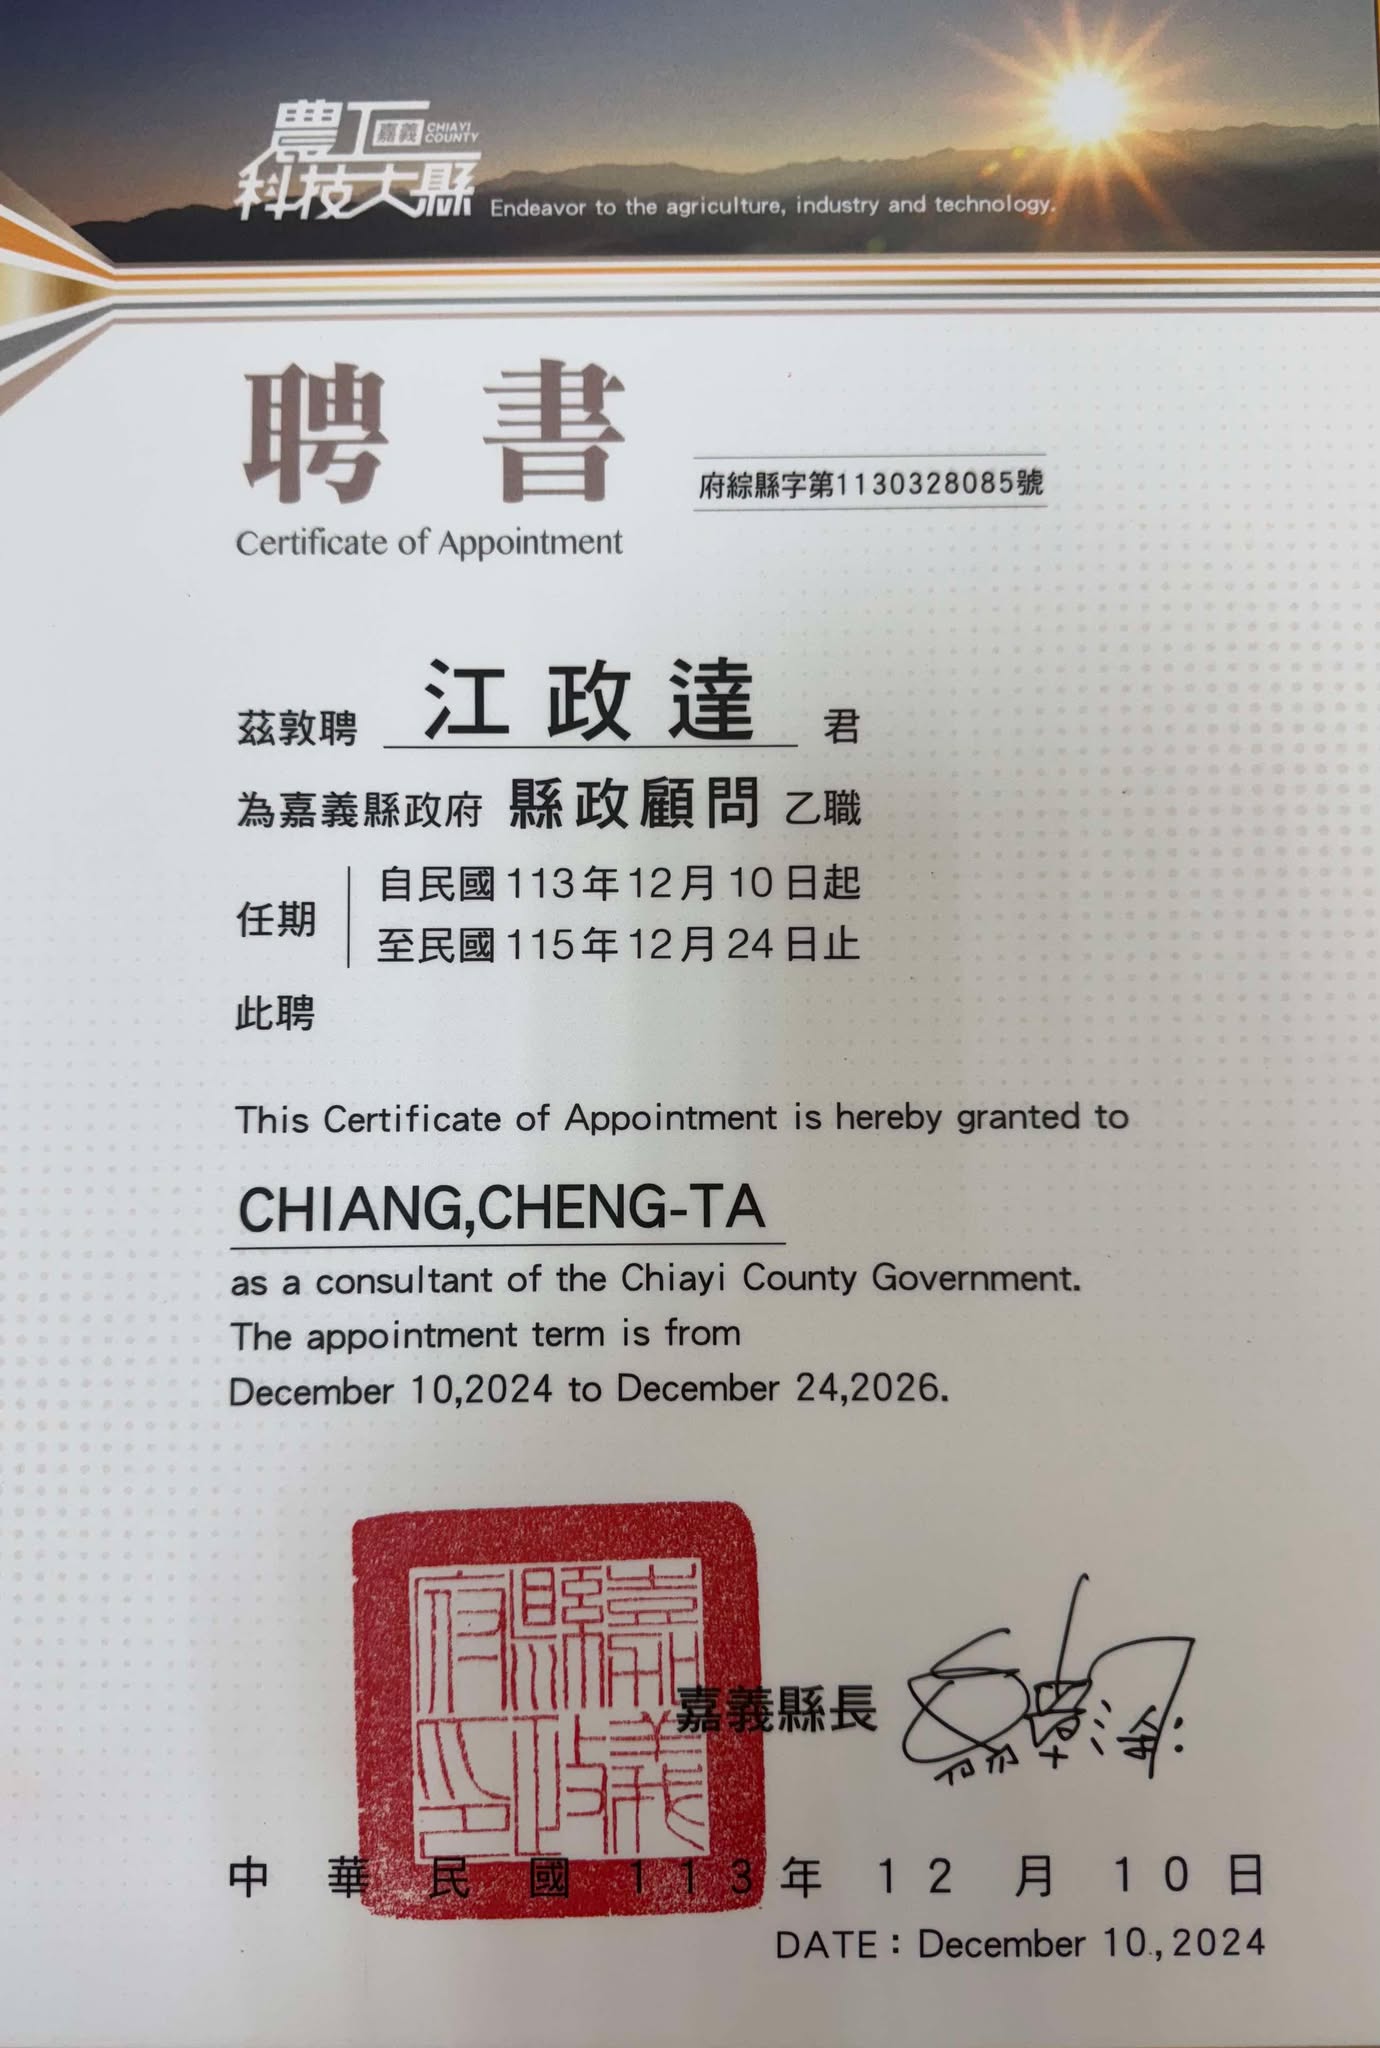 農工
嘉義
CHIAYI
COUNTY
科技大縣
Endeavor to the agriculture, industry and technology.
聘書
府綜縣字第1130328085號
Certificate of Appointment
茲敦聘 江政達 君
為嘉義縣政府 縣政顧問 乙職
任期
自民國113年12月10日起
至民國115年12月24日止
此聘
This Certificate of Appointment is hereby granted to
CHIANG,CHENG-TA
as a consultant of the Chiayi County Government.
The appointment term is from
December 10,2024 to December 24,2026.
嘉義
縣政
府印
嘉義縣長
中華民國113年12月10日
DATE：December 10.,2024